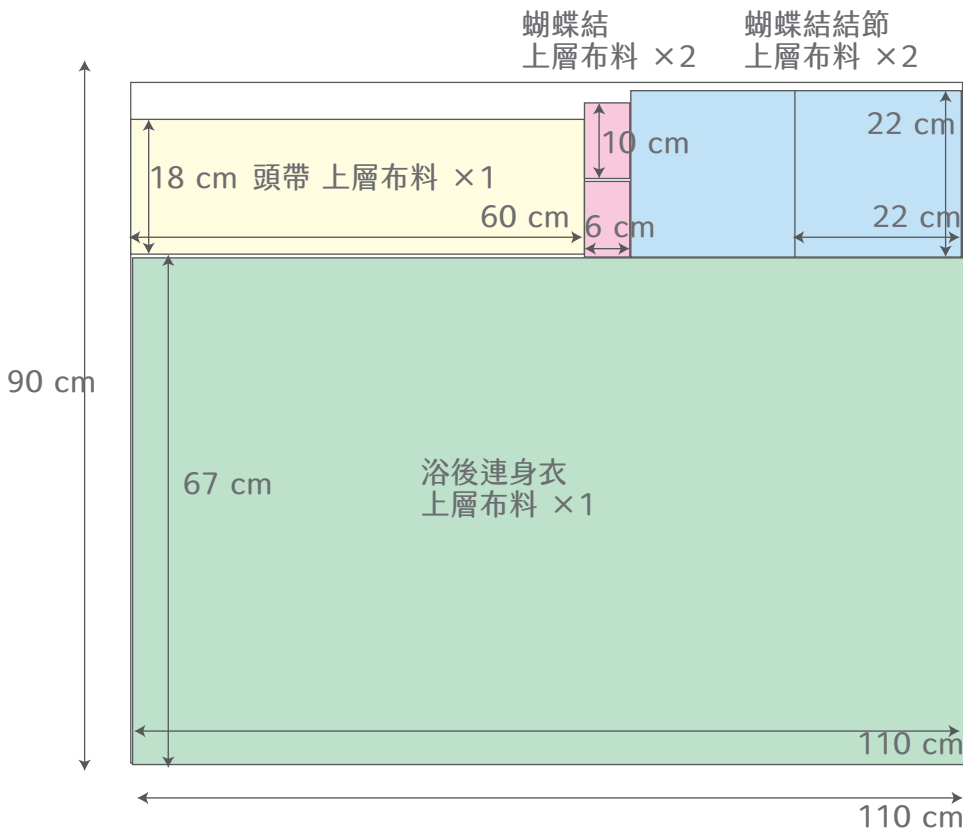 蝴蝶結
上層布料 ×2
蝴蝶結結節
上層布料 ×2
10 cm
22 cm
18 cm 頭帶 上層布料 ×1
60 cm
6 cm
22 cm
90 cm
67 cm
浴後連身衣
上層布料 ×1
110 cm
110 cm